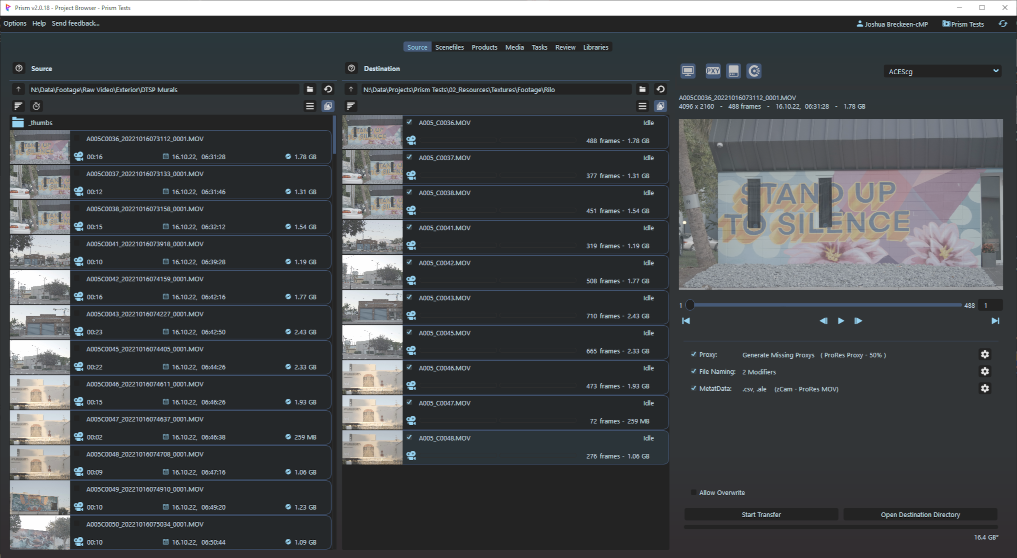 Prism v2.0.18 - Project Browser - Prism Tests
Options Help Send feedback...
Joshua Breckeen-cMP Prism Tests
Source Scenefiles Products Media Tasks Review Libraries
Source
N:\Data\Footage\Raw Video\Exterior\DTSP Murals
_thumbs
A005C0036_20221016073112_0001.MOV
00:16 16.10.22, 06:31:28 1.78 GB
A005C0037_20221016073133_0001.MOV
00:12 16.10.22, 06:31:46 1.31 GB
A005C0038_20221016073158_0001.MOV
00:15 16.10.22, 06:32:12 1.54 GB
A005C0041_20221016073918_0001.MOV
00:10 16.10.22, 06:39:28 1.19 GB
A005C0042_20221016074159_0001.MOV
00:16 16.10.22, 06:42:16 1.77 GB
A005C0043_20221016074227_0001.MOV
00:23 16.10.22, 06:42:50 2.43 GB
A005C0045_20221016074405_0001.MOV
00:22 16.10.22, 06:44:26 2.33 GB
A005C0046_20221016074611_0001.MOV
00:15 16.10.22, 06:46:26 1.93 GB
A005C0047_20221016074637_0001.MOV
00:02 16.10.22, 06:46:38 259 MB
A005C0048_20221016074708_0001.MOV
00:09 16.10.22, 06:47:16 1.06 GB
A005C0049_20221016074910_0001.MOV
00:10 16.10.22, 06:49:20 1.23 GB
A005C0050_20221016075034_0001.MOV
00:10 16.10.22, 06:50:44 1.09 GB
Destination
N:\Data\Projects\Prism Tests\02_Resources\Textures\Footage\Rilo
A005_C0036.MOV Idle
488 frames - 1.78 GB
A005_C0037.MOV Idle
377 frames - 1.31 GB
A005_C0038.MOV Idle
451 frames - 1.54 GB
A005_C0041.MOV Idle
319 frames - 1.19 GB
A005_C0042.MOV Idle
508 frames - 1.77 GB
A005_C0043.MOV Idle
710 frames - 2.43 GB
A005_C0045.MOV Idle
665 frames - 2.33 GB
A005_C0046.MOV Idle
473 frames - 1.93 GB
A005_C0047.MOV Idle
72 frames - 259 MB
A005_C0048.MOV Idle
276 frames - 1.06 GB
PXY
ACEScg
A005C0036_20221016073112_0001.MOV
4096 x 2160 - 488 frames - 16.10.22, 06:31:28 - 1.78 GB
STAND UP
TO SILENCE
1 488 1
Proxy: Generate Missing Proxys ( ProRes Proxy - 50% )
File Naming: 2 Modifiers
MetatData: .csv, .ale (zCam - ProRes MOV)
Allow Overwrite
Start Transfer Open Destination Directory
16.4 GB*